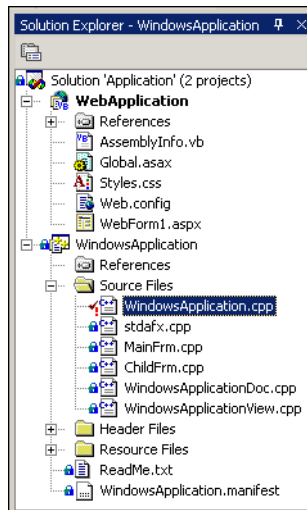 Solution Explorer - WindowsApplication
Solution 'Application' (2 projects)
WebApplication
References
AssemblyInfo.vb
Global.asax
Styles.css
Web.config
WebForm1.aspx
WindowsApplication
References
Source Files
WindowsApplication.cpp
stdafx.cpp
MainFrm.cpp
ChildFrm.cpp
WindowsApplicationDoc.cpp
WindowsApplicationView.cpp
Header Files
Resource Files
ReadMe.txt
WindowsApplication.manifest